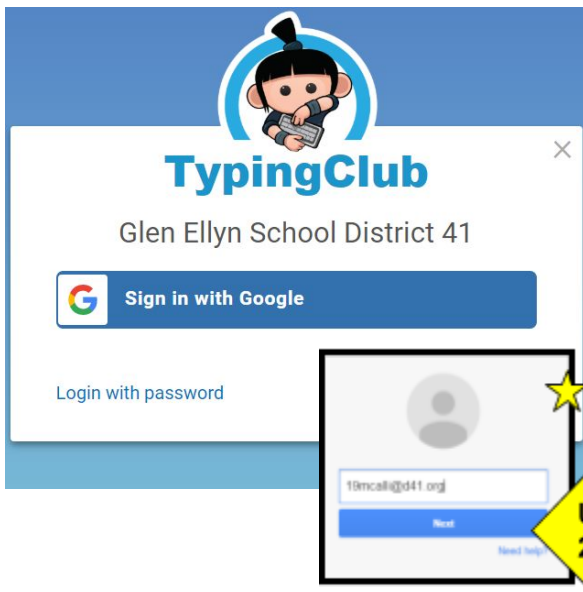 TypingClub
Glen Ellyn School District 41
Sign in with Google
Login with password
19mcalli@d41.org
Next
Need help?